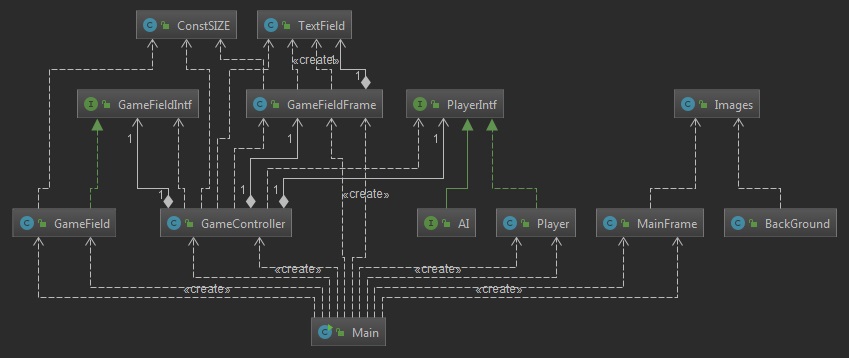 C ConstSIZE
C TextField
«create»
1
1
I GameFieldIntf
C GameFieldFrame
I PlayerIntf
C Images
1
1
1
1
1
1
«create»
C GameField
C GameController
I AI
C Player
C MainFrame
C BackGround
«create»
«create»
«create»
«create»
C Main